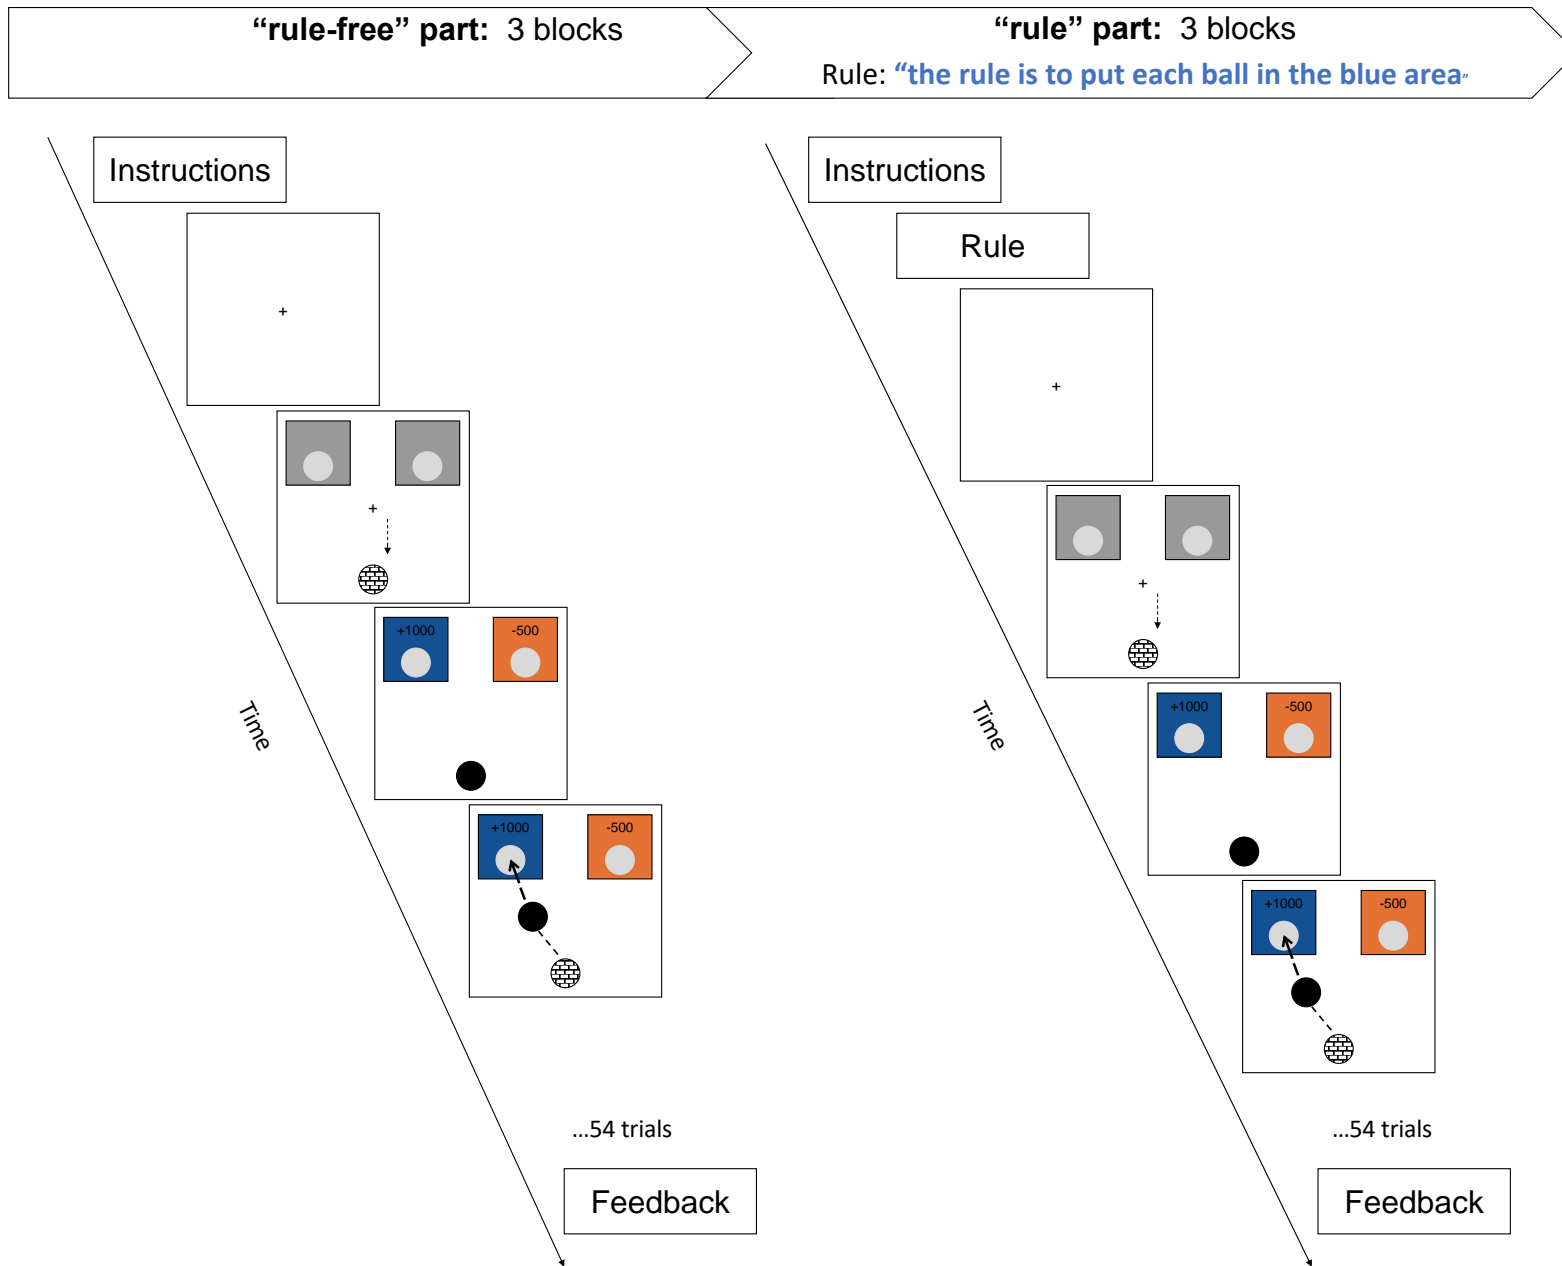 “rule-free” part: 3 blocks
“rule” part: 3 blocks
Rule: “the rule is to put each ball in the blue area”
Instructions
+
+
+1000 -500
Time
+1000 -500
...54 trials
Feedback
Instructions
Rule
+
+
+1000 -500
Time
+1000 -500
...54 trials
Feedback